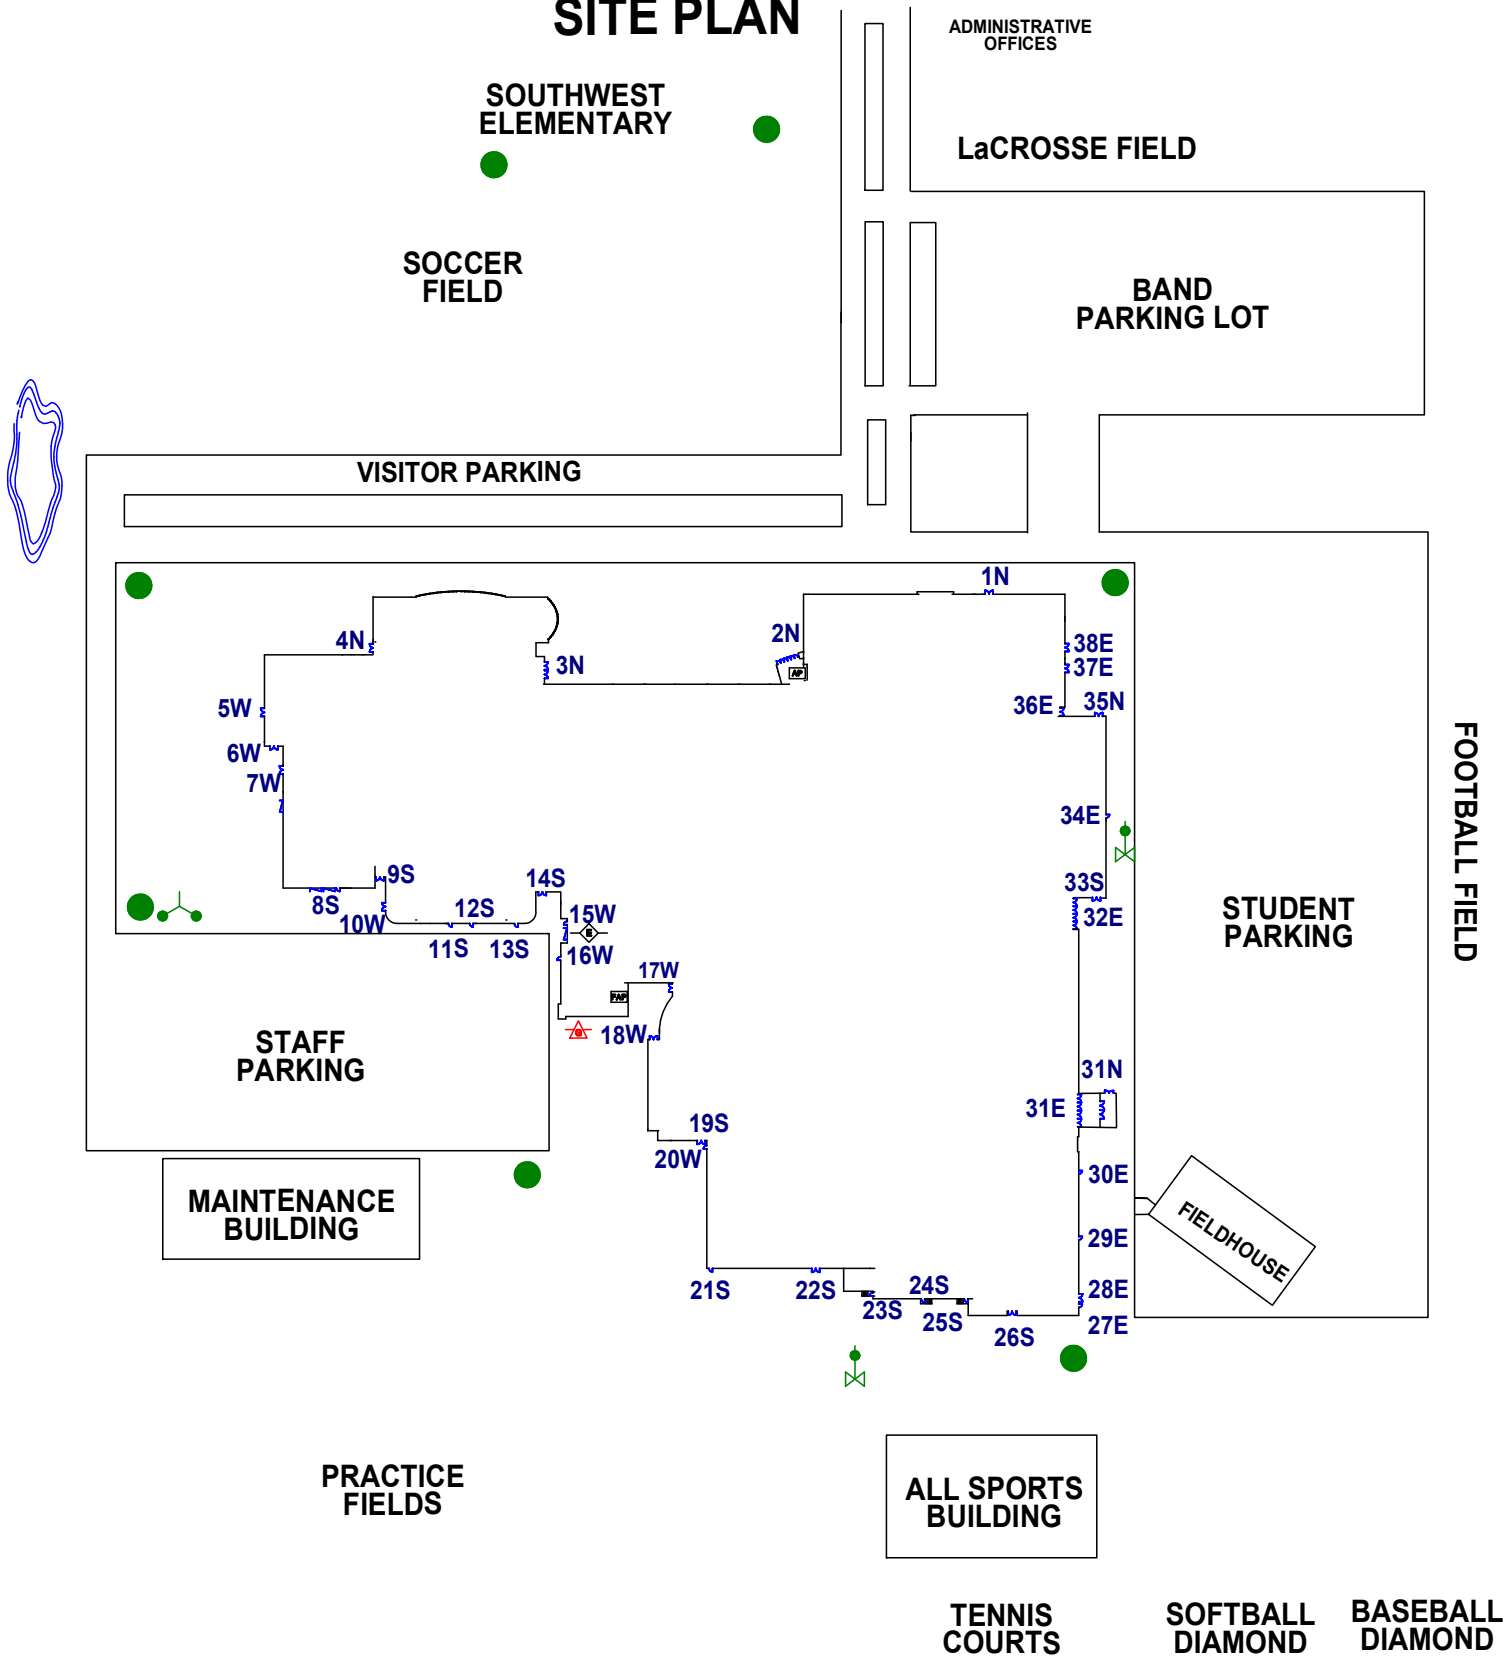 SITE PLAN
ADMINISTRATIVE
OFFICES
SOUTHWEST
ELEMENTARY
LaCROSSE FIELD
SOCCER
FIELD
BAND
PARKING LOT
VISITOR PARKING
1N
2N
4N
3N
38E
37E
36E
35N
5W
6W
7W
34E
FOOTBALL FIELD
9S
14S
8S
12S
15W
10W
11S
13S
16W
E
33S
32E
STUDENT
PARKING
17W
AP
FAP
G
18W
STAFF
PARKING
31N
31E
19S
20W
30E
MAINTENANCE
BUILDING
29E
FIELDHOUSE
21S
22S
24S
23S
25S
28E
26S
27E
PRACTICE
FIELDS
ALL SPORTS
BUILDING
TENNIS
COURTS
SOFTBALL
DIAMOND
BASEBALL
DIAMOND